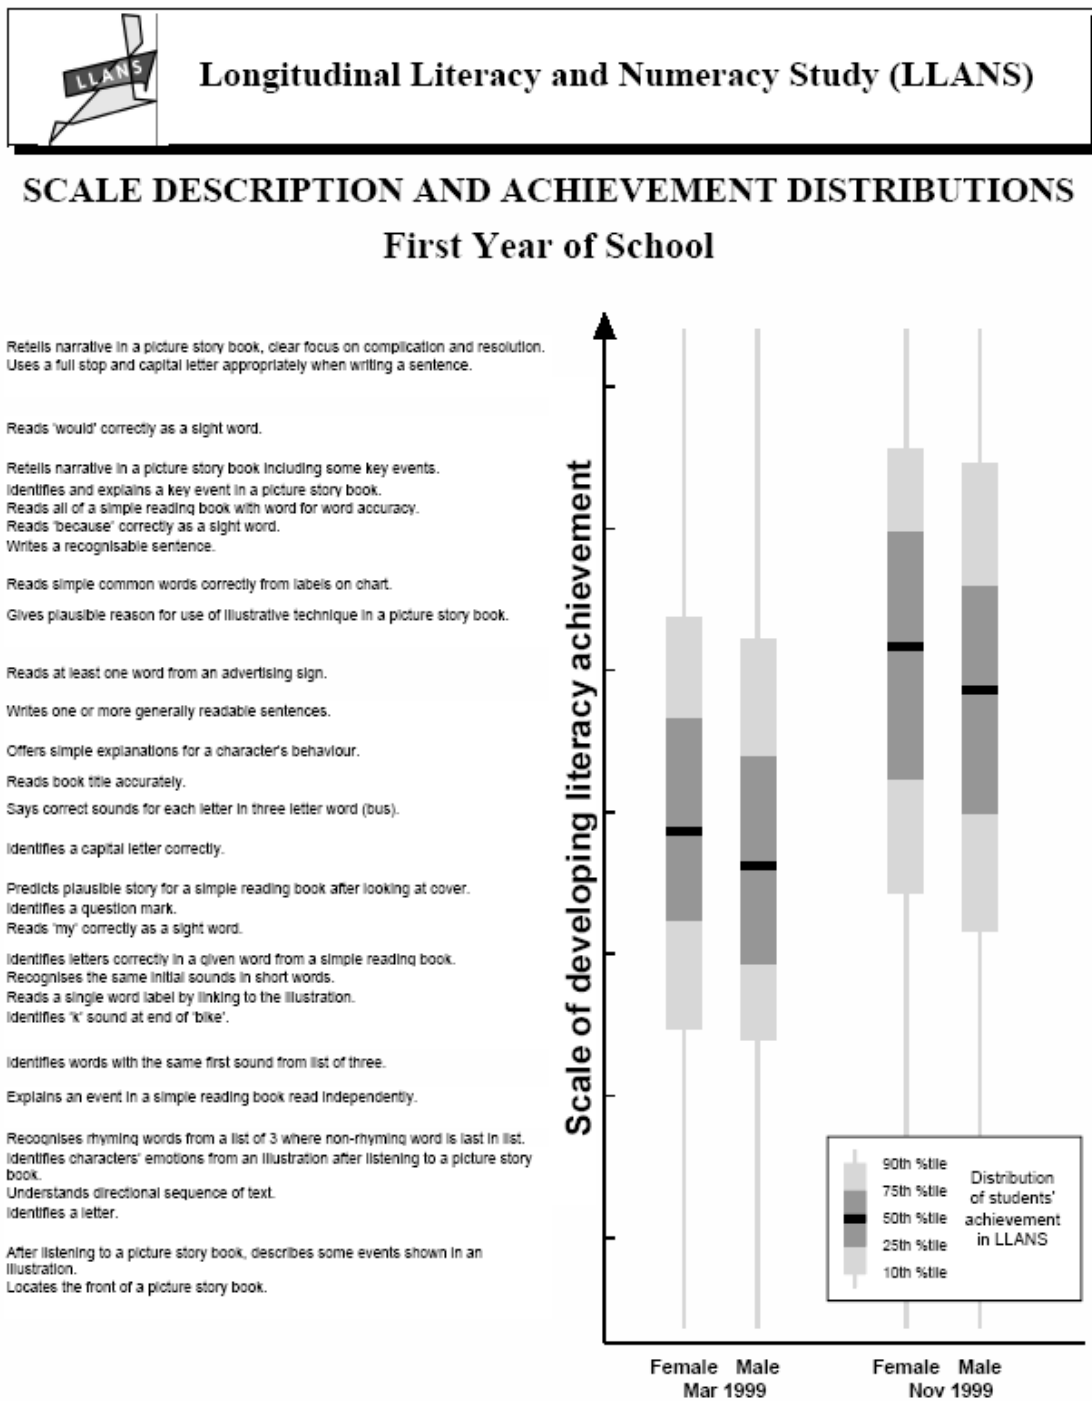 LLANS
Longitudinal Literacy and Numeracy Study (LLANS)
SCALE DESCRIPTION AND ACHIEVEMENT DISTRIBUTIONS
First Year of School
Retells narrative in a picture story book, clear focus on complication and resolution.
Uses a full stop and capital letter appropriately when writing a sentence.
Reads 'would' correctly as a sight word.
Retells narrative in a picture story book including some key events.
Identifies and explains a key event in a picture story book.
Reads all of a simple reading book with word for word accuracy.
Reads 'because' correctly as a sight word.
Writes a recognisable sentence.
Reads simple common words correctly from labels on chart.
Gives plausible reason for use of illustrative technique in a picture story book.
Reads at least one word from an advertising sign.
Writes one or more generally readable sentences.
Offers simple explanations for a character's behaviour.
Reads book title accurately.
Says correct sounds for each letter in three letter word (bus).
Identifies a capital letter correctly.
Predicts plausible story for a simple reading book after looking at cover.
Identifies a question mark.
Reads 'my' correctly as a sight word.
Identifies letters correctly in a given word from a simple reading book.
Recognises the same initial sounds in short words.
Reads a single word label by linking to the illustration.
Identifies 'k' sound at end of 'bike'.
Identifies words with the same first sound from list of three.
Explains an event in a simple reading book read independently.
Recognises rhyming words from a list of 3 where non-rhyming word is last in list.
Identifies characters' emotions from an illustration after listening to a picture story
book.
Understands directional sequence of text.
Identifies a letter.
After listening to a picture story book, describes some events shown in an
illustration.
Locates the front of a picture story book.
Scale of developing literacy achievement
90th %tile
75th %tile
50th %tile
25th %tile
10th %tile
Distribution
of students'
achievement
in LLANS
Female Male
Mar 1999
Female Male
Nov 1999